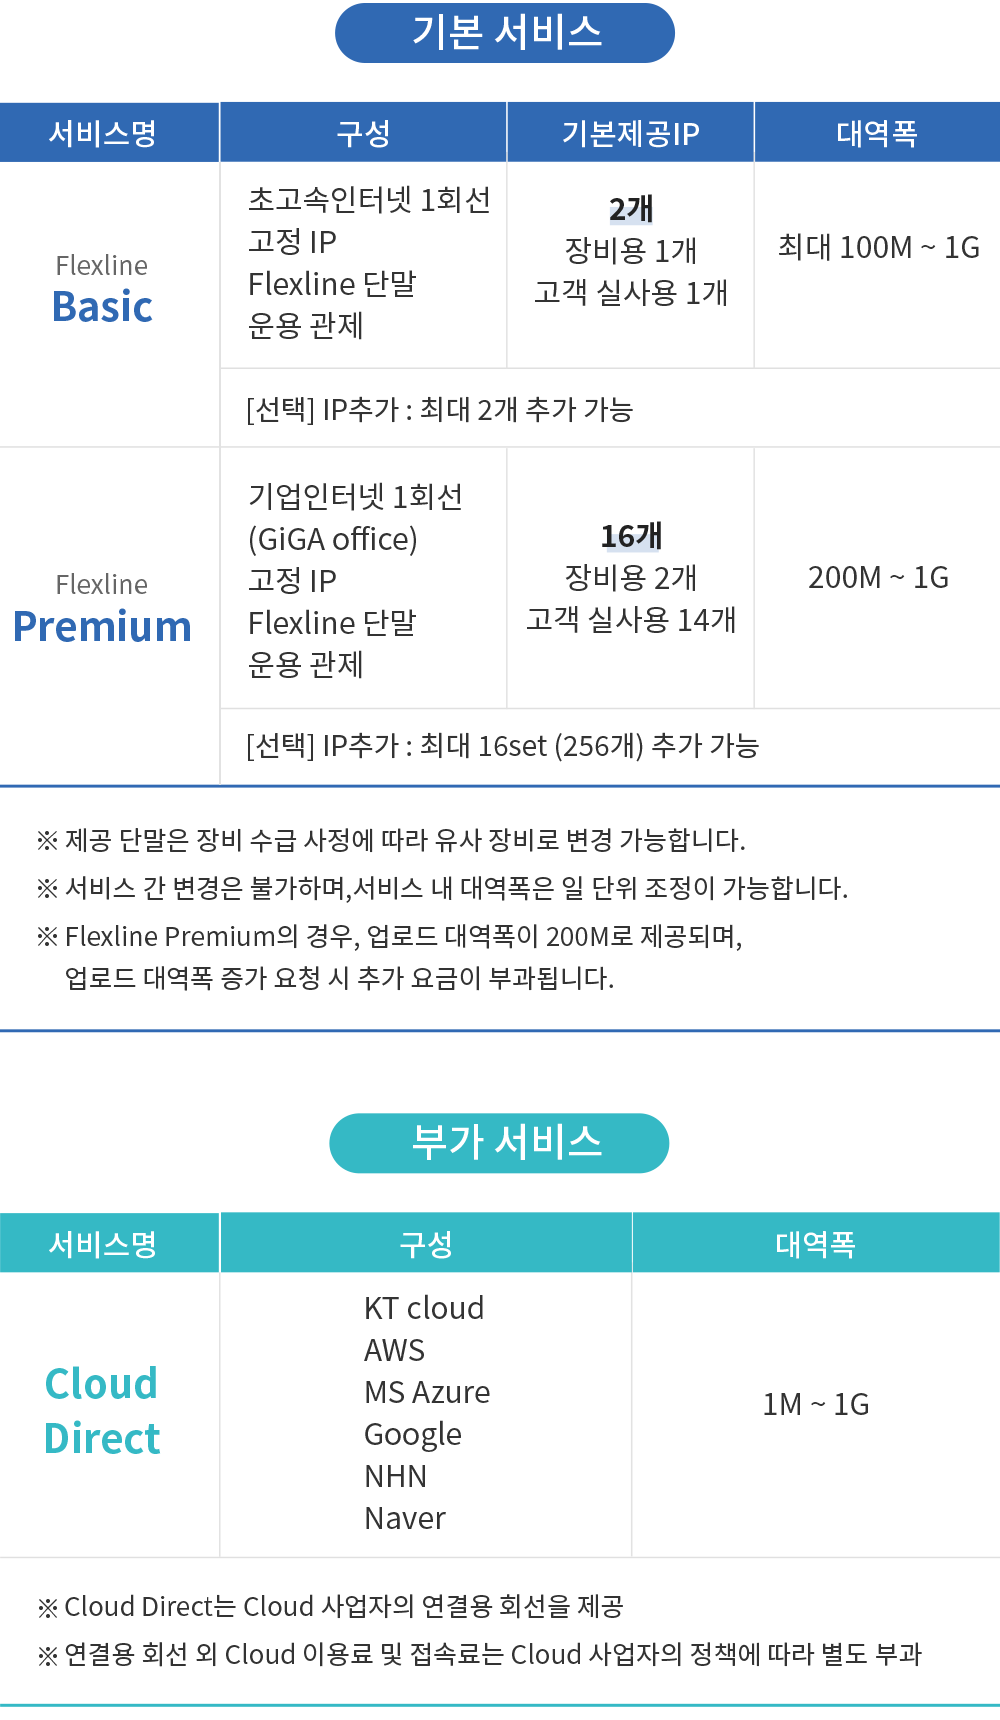 기본 서비스
서비스명 구성 기본제공IP 대역폭
Flexline
Basic
초고속인터넷 1회선
고정 IP
Flexline 단말
운용 관제
2개
장비용 1개
고객 실사용 1개
최대 100M ~ 1G
[선택] IP추가 : 최대 2개 추가 가능
Flexline
Premium
기업인터넷 1회선
(GiGA office)
고정 IP
Flexline 단말
운용 관제
16개
장비용 2개
고객 실사용 14개
200M ~ 1G
[선택] IP추가 : 최대 16set (256개) 추가 가능
※ 제공 단말은 장비 수급 사정에 따라 유사 장비로 변경 가능합니다.
※ 서비스 간 변경은 불가하며,서비스 내 대역폭은 일 단위 조정이 가능합니다.
※ Flexline Premium의 경우, 업로드 대역폭이 200M로 제공되며,
업로드 대역폭 증가 요청 시 추가 요금이 부과됩니다.
부가 서비스
서비스명 구성 대역폭
Cloud
Direct
KT cloud
AWS
MS Azure
Google
NHN
Naver
1M ~ 1G
※ Cloud Direct는 Cloud 사업자의 연결용 회선을 제공
※ 연결용 회선 외 Cloud 이용료 및 접속료는 Cloud 사업자의 정책에 따라 별도 부과